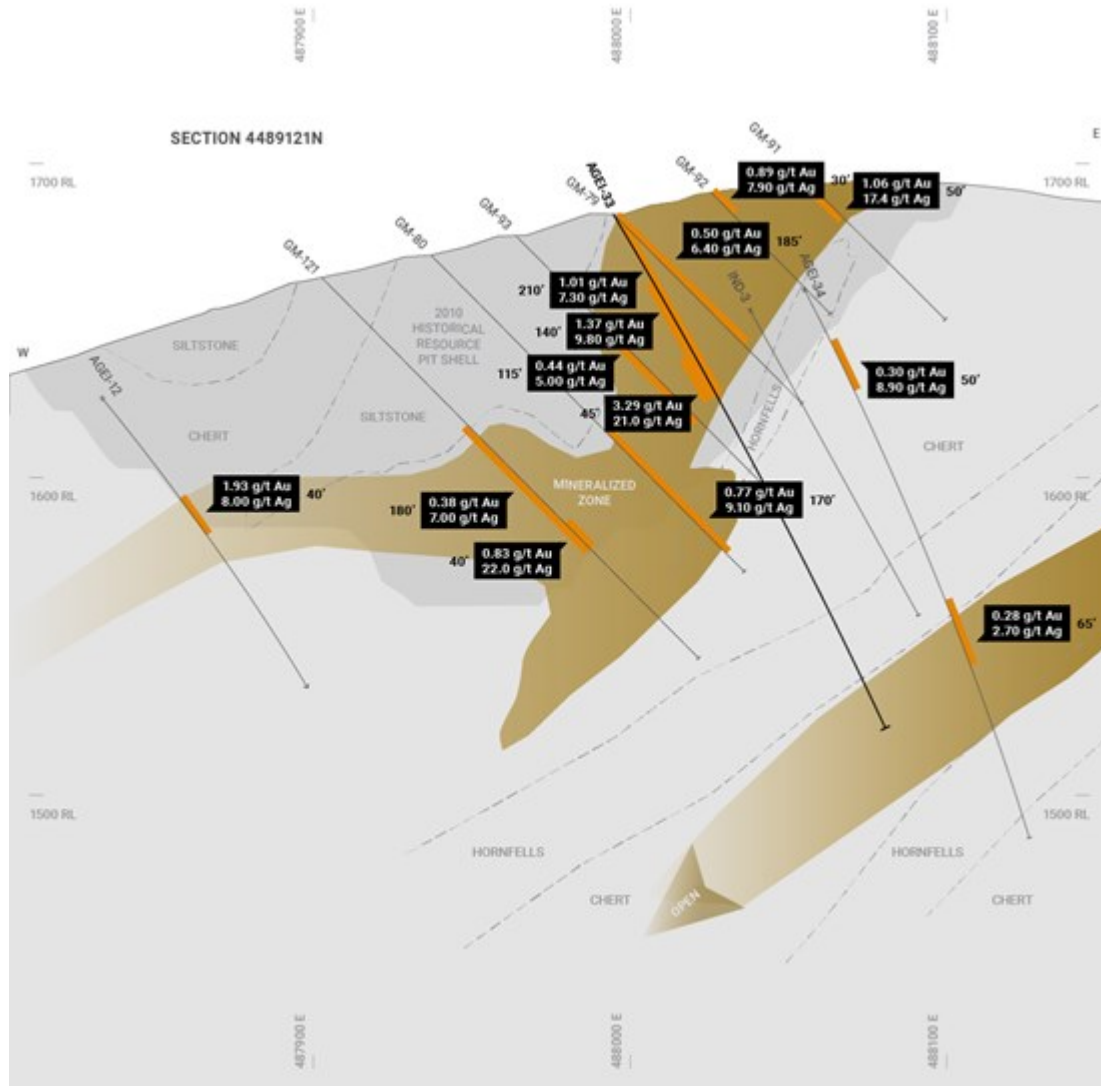 487900 E
488000 E
488100 E
SECTION 4489121N
W
E
1700 RL
1700 RL
GM-91
GM-92
AGEI-33
GM-79
GM-93
GM-80
GM-121
0.89 g/t Au
7.90 g/t Ag
30'
1.06 g/t Au
17.4 g/t Ag
50'
0.50 g/t Au
6.40 g/t Ag
185'
AGEI-34
IND-3
210'
1.01 g/t Au
7.30 g/t Ag
2010
HISTORICAL
RESOURCE
PIT SHELL
SILTSTONE
140'
1.37 g/t Au
9.80 g/t Ag
115'
0.44 g/t Au
5.00 g/t Ag
0.30 g/t Au
8.90 g/t Ag
50'
AGEI-12
45'
3.29 g/t Au
21.0 g/t Ag
HORNFELLS
SILTSTONE
CHERT
CHERT
1600 RL
1600 RL
1.93 g/t Au
8.00 g/t Ag
40'
MINERALIZED
ZONE
0.77 g/t Au
9.10 g/t Ag
170'
180'
0.38 g/t Au
7.00 g/t Ag
40'
0.83 g/t Au
22.0 g/t Ag
0.28 g/t Au
2.70 g/t Ag
65'
1500 RL
1500 RL
HORNFELLS
HORNFELLS
CHERT
OPEN
CHERT
487900 E
488000 E
488100 E